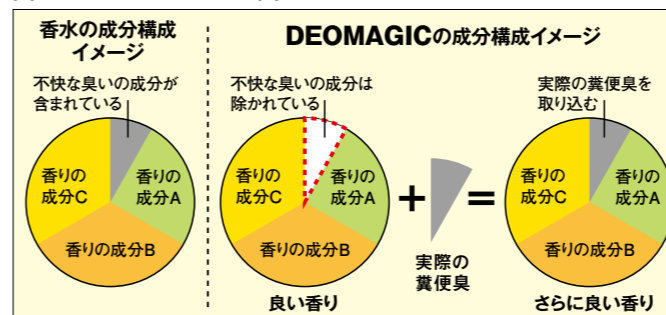 香水の成分構成
イメージ
不快な臭いの成分が
含まれている
香りの
成分C
香りの
成分A
香りの成分B
DEOMAGICの成分構成イメージ
不快な臭いの成分は
除かれている
香りの
成分C
香りの
成分A
香りの成分B
良い香り
+
実際の
糞便臭
=
実際の糞便臭を
取り込む
香りの
成分C
香りの
成分A
香りの成分B
さらに良い香り